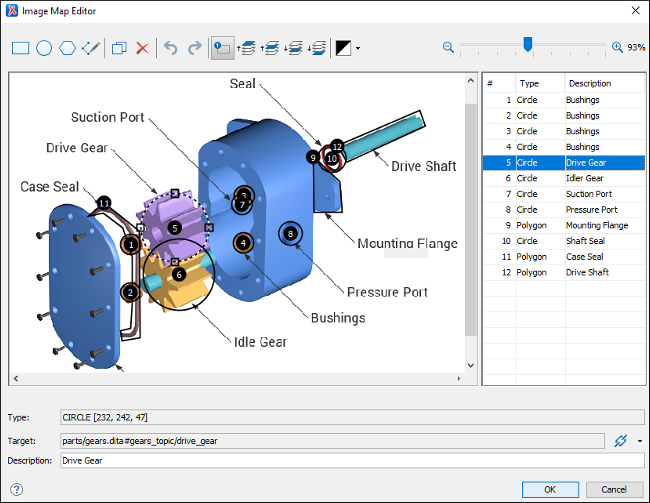 Image Map Editor
93%
# Type Description
1 Circle Bushings
2 Circle Bushings
3 Circle Bushings
4 Circle Bushings
5 Circle Drive Gear
6 Circle Idler Gear
7 Circle Suction Port
8 Circle Pressure Port
9 Polygon Mounting Flange
10 Circle Shaft Seal
11 Polygon Case Seal
12 Polygon Drive Shaft
Seal
Suction Port
Drive Gear
Case Seal
Drive Shaft
Mounting Flange
Pressure Port
Bushings
Idle Gear
12
9
10
11
3
7
5
1
4
8
6
2
Type: CIRCLE [232, 242, 47]
Target: parts/gears.dita#gears_topic/drive_gear
Description: Drive Gear
?
OK
Cancel